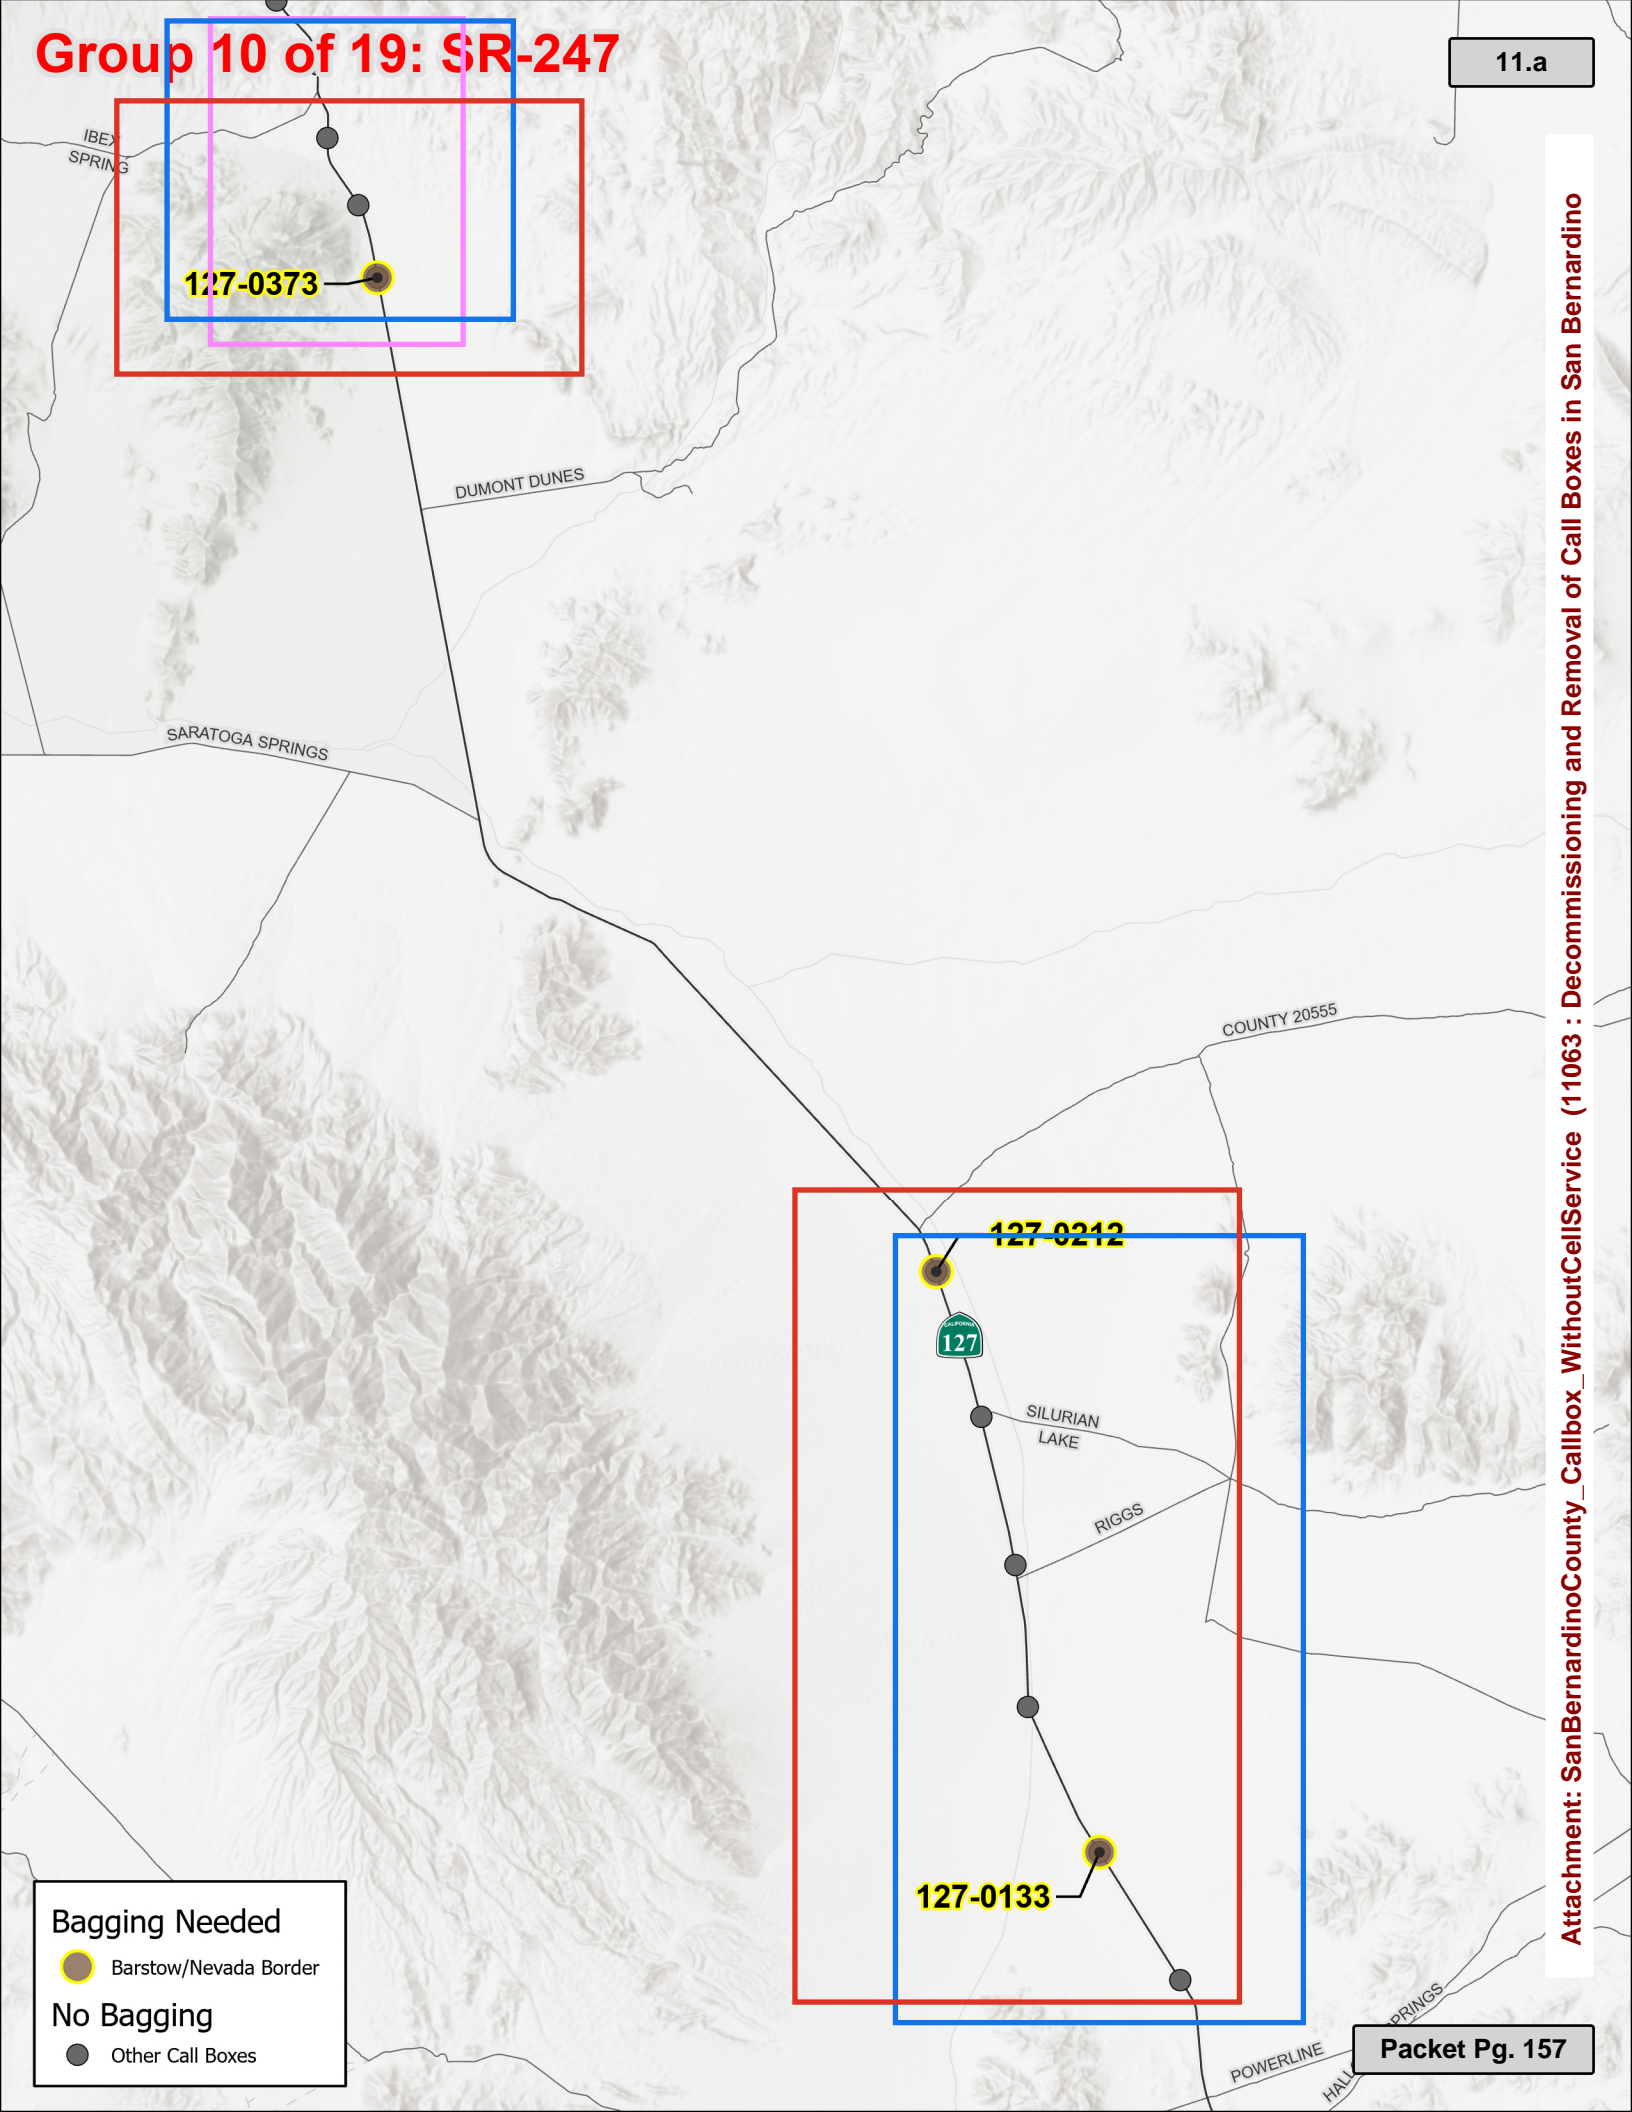 Group 10 of 19: SR-247
11.a
IBEX
SPRING
127-0373
DUMONT DUNES
SARATOGA SPRINGS
COUNTY 20555
127-0212
CALIFORNIA
127
SILURIAN
LAKE
RIGGS
127-0133
Bagging Needed
Barstow/Nevada Border
No Bagging
Other Call Boxes
POWERLINE
Packet Pg. 157
Attachment: SanBernardinoCounty_Callbox_WithoutCellService (11063 : Decommissioning and Removal of Call Boxes in San Bernardino